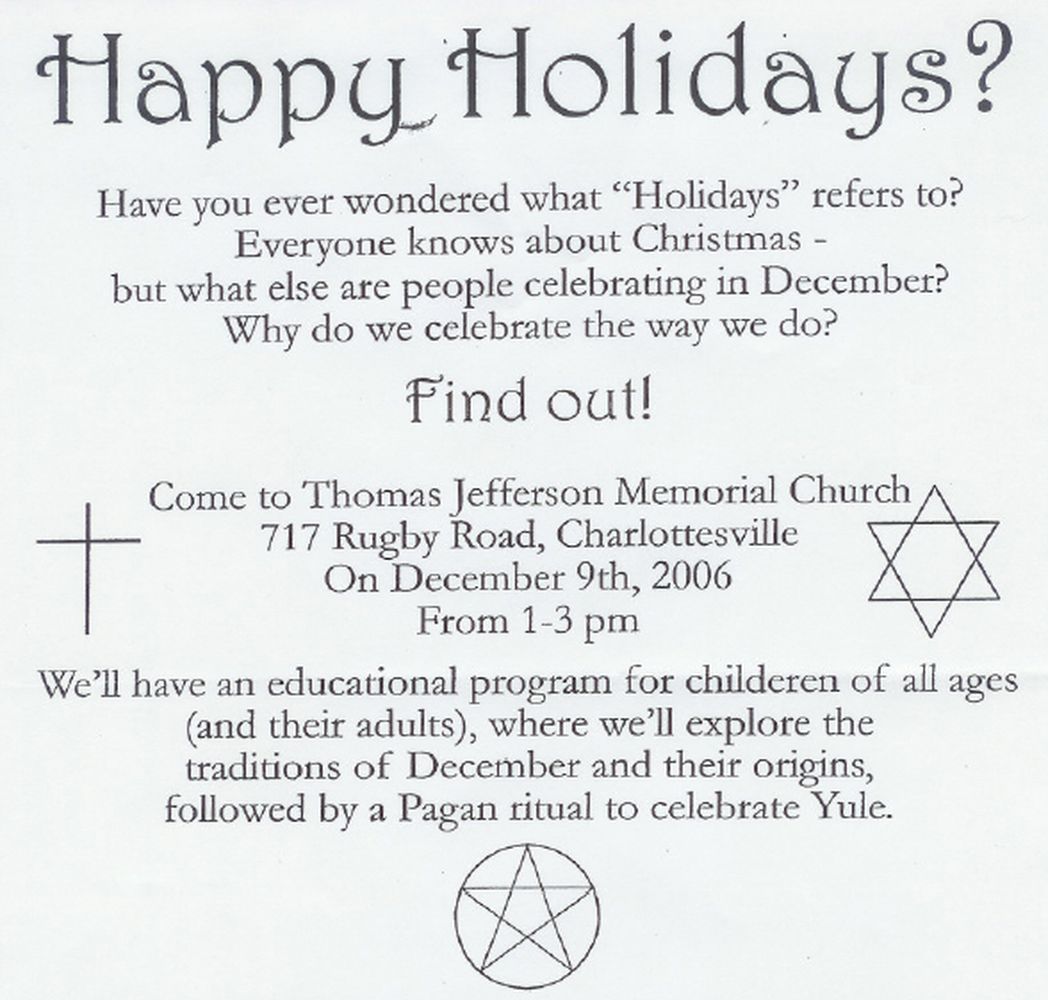 Happy Holidays?
Have you ever wondered what “Holidays” refers to?
Everyone knows about Christmas -
but what else are people celebrating in December?
Why do we celebrate the way we do?
Find out!
Come to Thomas Jefferson Memorial Church
717 Rugby Road, Charlottesville
On December 9th, 2006
From 1-3 pm
We’ll have an educational program for childeren of all ages
(and their adults), where we’ll explore the
traditions of December and their origins,
followed by a Pagan ritual to celebrate Yule.